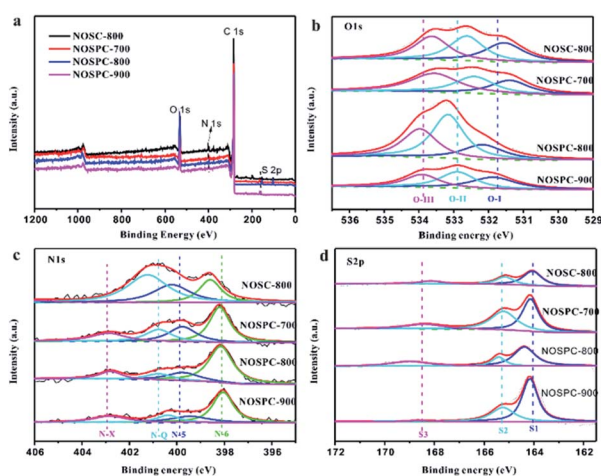 a
NOSC-800
NOSPC-700
NOSPC-800
NOSPC-900
C 1s
O 1s
N 1s
S 2p
Intensity (a.u.)
1200 1000 800 600 400 200 0
Binding Energy (eV)
b
O1s
NOSC-800
NOSPC-700
NOSPC-800
NOSPC-900
O-III O-II O-I
Intensity (a.u.)
536 535 534 533 532 531 530 529
Binding energy (eV)
c
N1s
NOSC-800
NOSPC-700
NOSPC-800
NOSPC-900
N-X N-Q N-5 N-6
Intensity (a.u.)
406 404 402 400 398 396
Binding energy (eV)
d
S2p
NOSC-800
NOSPC-700
NOSPC-800
NOSPC-900
S3 S2 S1
Intensity (a.u.)
172 170 168 166 164 162
Binding energy (eV)